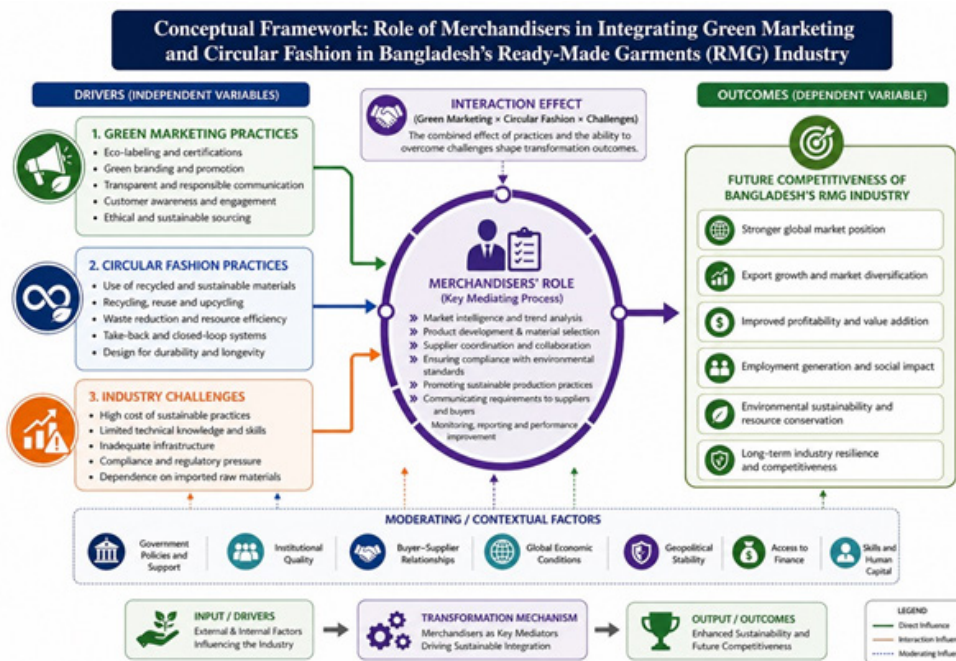 Conceptual Framework: Role of Merchandisers in Integrating Green Marketing
and Circular Fashion in Bangladesh's Ready-Made Garments (RMG) Industry
DRIVERS (INDEPENDENT VARIABLES)
1. GREEN MARKETING PRACTICES
• Eco-labeling and certifications
• Green branding and promotion
• Transparent and responsible communication
• Customer awareness and engagement
• Ethical and sustainable sourcing
2. CIRCULAR FASHION PRACTICES
• Use of recycled and sustainable materials
• Recycling, reuse and upcycling
• Waste reduction and resource efficiency
• Take-back and closed-loop systems
• Design for durability and longevity
3. INDUSTRY CHALLENGES
• High cost of sustainable practices
• Limited technical knowledge and skills
• Inadequate infrastructure
• Compliance and regulatory pressure
• Dependence on imported raw materials
INTERACTION EFFECT
(Green Marketing × Circular Fashion × Challenges)
The combined effect of practices and the ability to
overcome challenges shape transformation outcomes.
MERCHANDISERS' ROLE
(Key Mediating Process)
» Market intelligence and trend analysis
» Product development & material selection
» Supplier coordination and collaboration
» Ensuring compliance with environmental
standards
» Promoting sustainable production practices
» Communicating requirements to suppliers
and buyers
Monitoring, reporting and performance
improvement
OUTCOMES (DEPENDENT VARIABLE)
FUTURE COMPETITIVENESS OF
BANGLADESH'S RMG INDUSTRY
Stronger global market position
Export growth and market diversification
$
Improved profitability and value addition
Employment generation and social impact
Environmental sustainability and
resource conservation
Long-term industry resilience
and competitiveness
MODERATING / CONTEXTUAL FACTORS
Government
Policies and
Support
Institutional
Quality
Buyer–Supplier
Relationships
Global Economic
Conditions
Geopolitical
Stability
$
Access to
Finance
Skills and
Human
Capital
INPUT / DRIVERS
External & Internal Factors
Influencing the Industry
TRANSFORMATION MECHANISM
Merchandisers as Key Mediators
Driving Sustainable Integration
OUTPUT / OUTCOMES
Enhanced Sustainability and
Future Competitiveness
LEGEND
Direct Influence
Interaction Influe
Moderating Influe